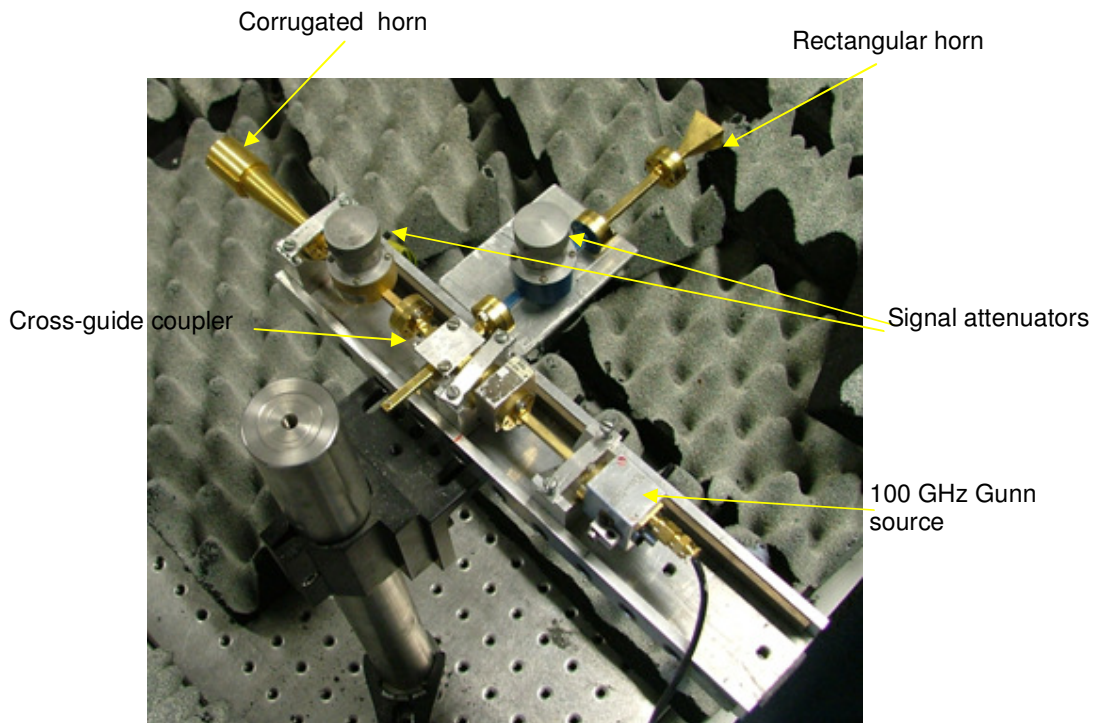 Corrugated horn
Rectangular horn
Cross-guide coupler
Signal attenuators
100 GHz Gunn
source